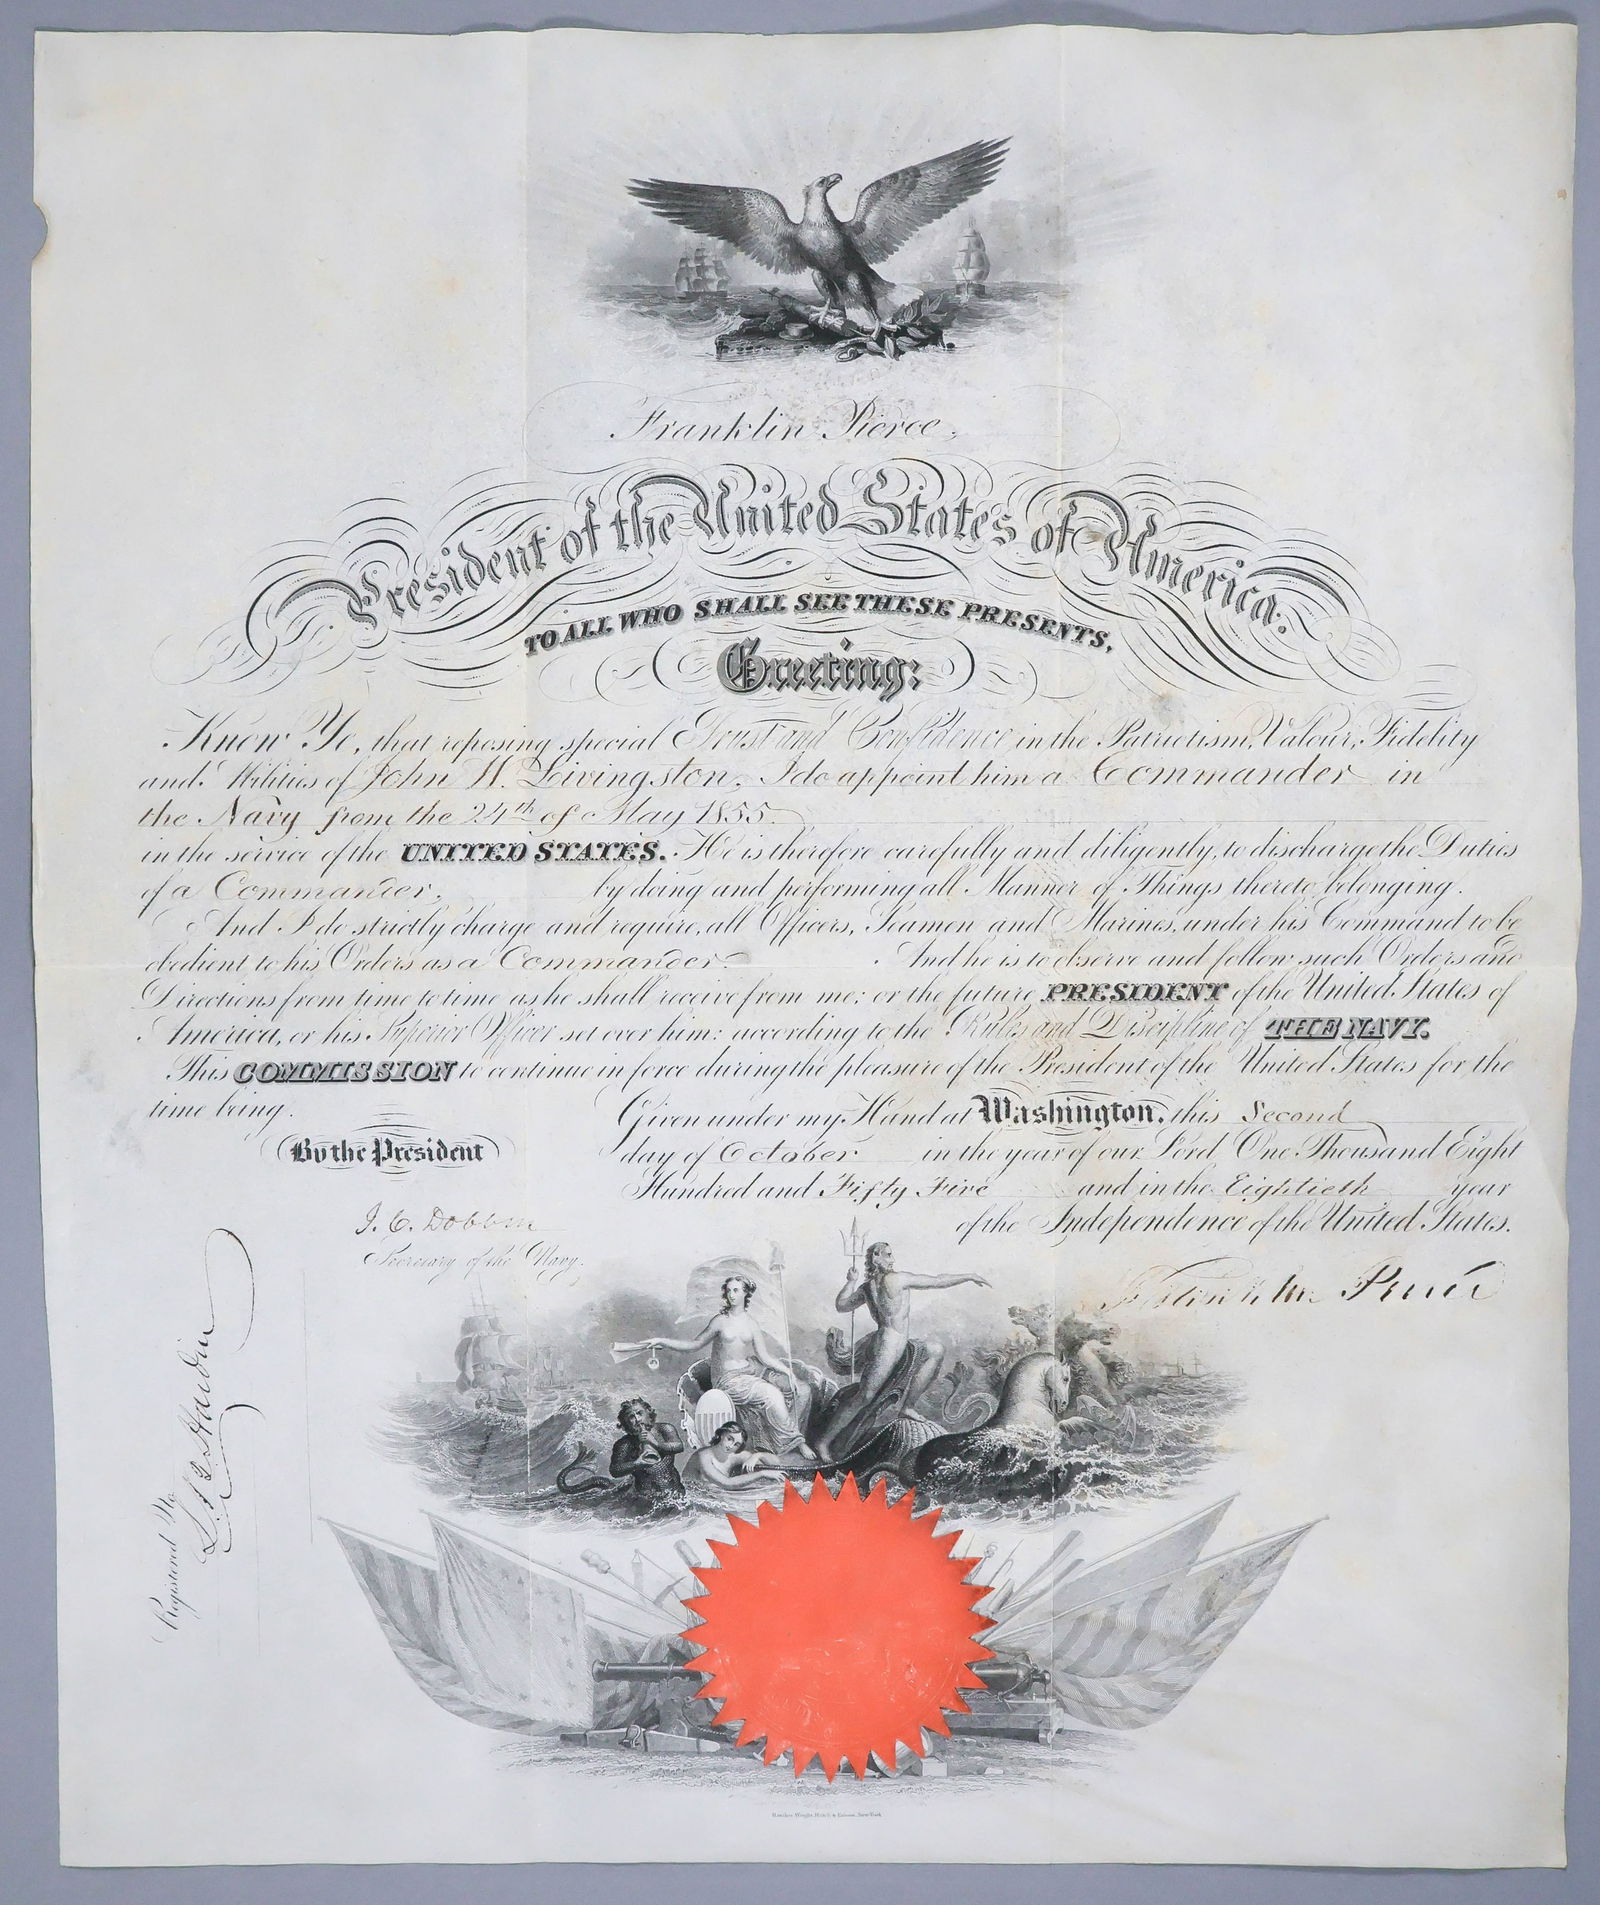 Franklin Pierce,
President of the United States of America.
TO ALL WHO SHALL SEE THESE PRESENTS,
Greeting:
Know Ye, that reposing special Trust and Confidence in the Patriotism, Valour, Fidelity
and Abilities of John W. Livingston, I do appoint him a Commander in
the Navy from the 24th of May 1855.
in the service of the UNITED STATES. He is therefore carefully and diligently, to discharge the Duties
of a Commander, by doing and performing all Manner of Things thereto belonging.
And I do strictly charge and require, all Officers, Seamen and Marines, under his Command to be
obedient to his Orders as a Commander. And he is to observe and follow such Orders and
Directions from time to time as he shall receive from me; or the future PRESIDENT of the United States of
America, or his Superior Officer set over him; according to the Rules and Discipline of THE NAVY.
This COMMISSION to continue in force during the pleasure of the President of the United States for the
time being.
Given under my Hand at Washington, this Second
day of October in the year of our Lord One Thousand Eight
Hundred and Fifty Five and in the Eightieth year
of the Independence of the United States.
By the President
Franklin Pierce
J. C. Dobbin
Secretary of the Navy.
Registered No